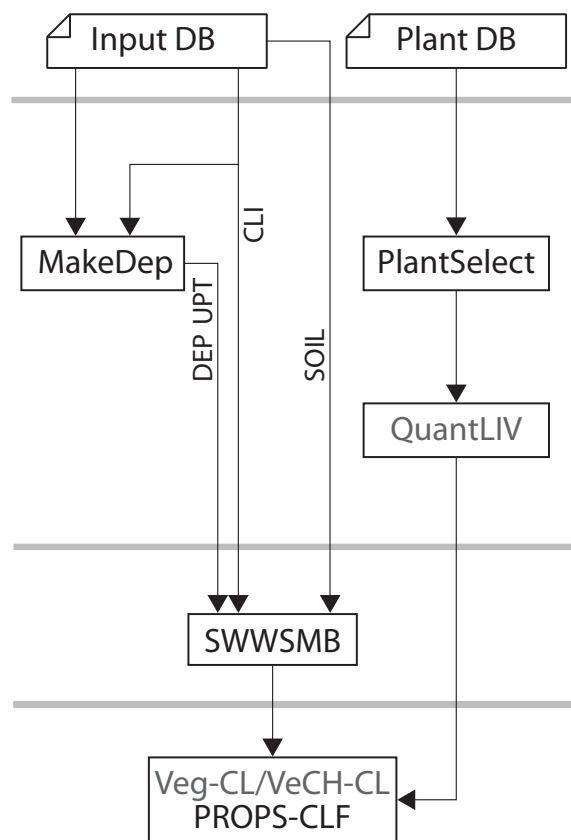 Input DB
Plant DB
CLI
MakeDep
PlantSelect
DEP UPT
SOIL
QuantLIV
SWWSMB
Veg-CL/VeCH-CL
PROPS-CLF